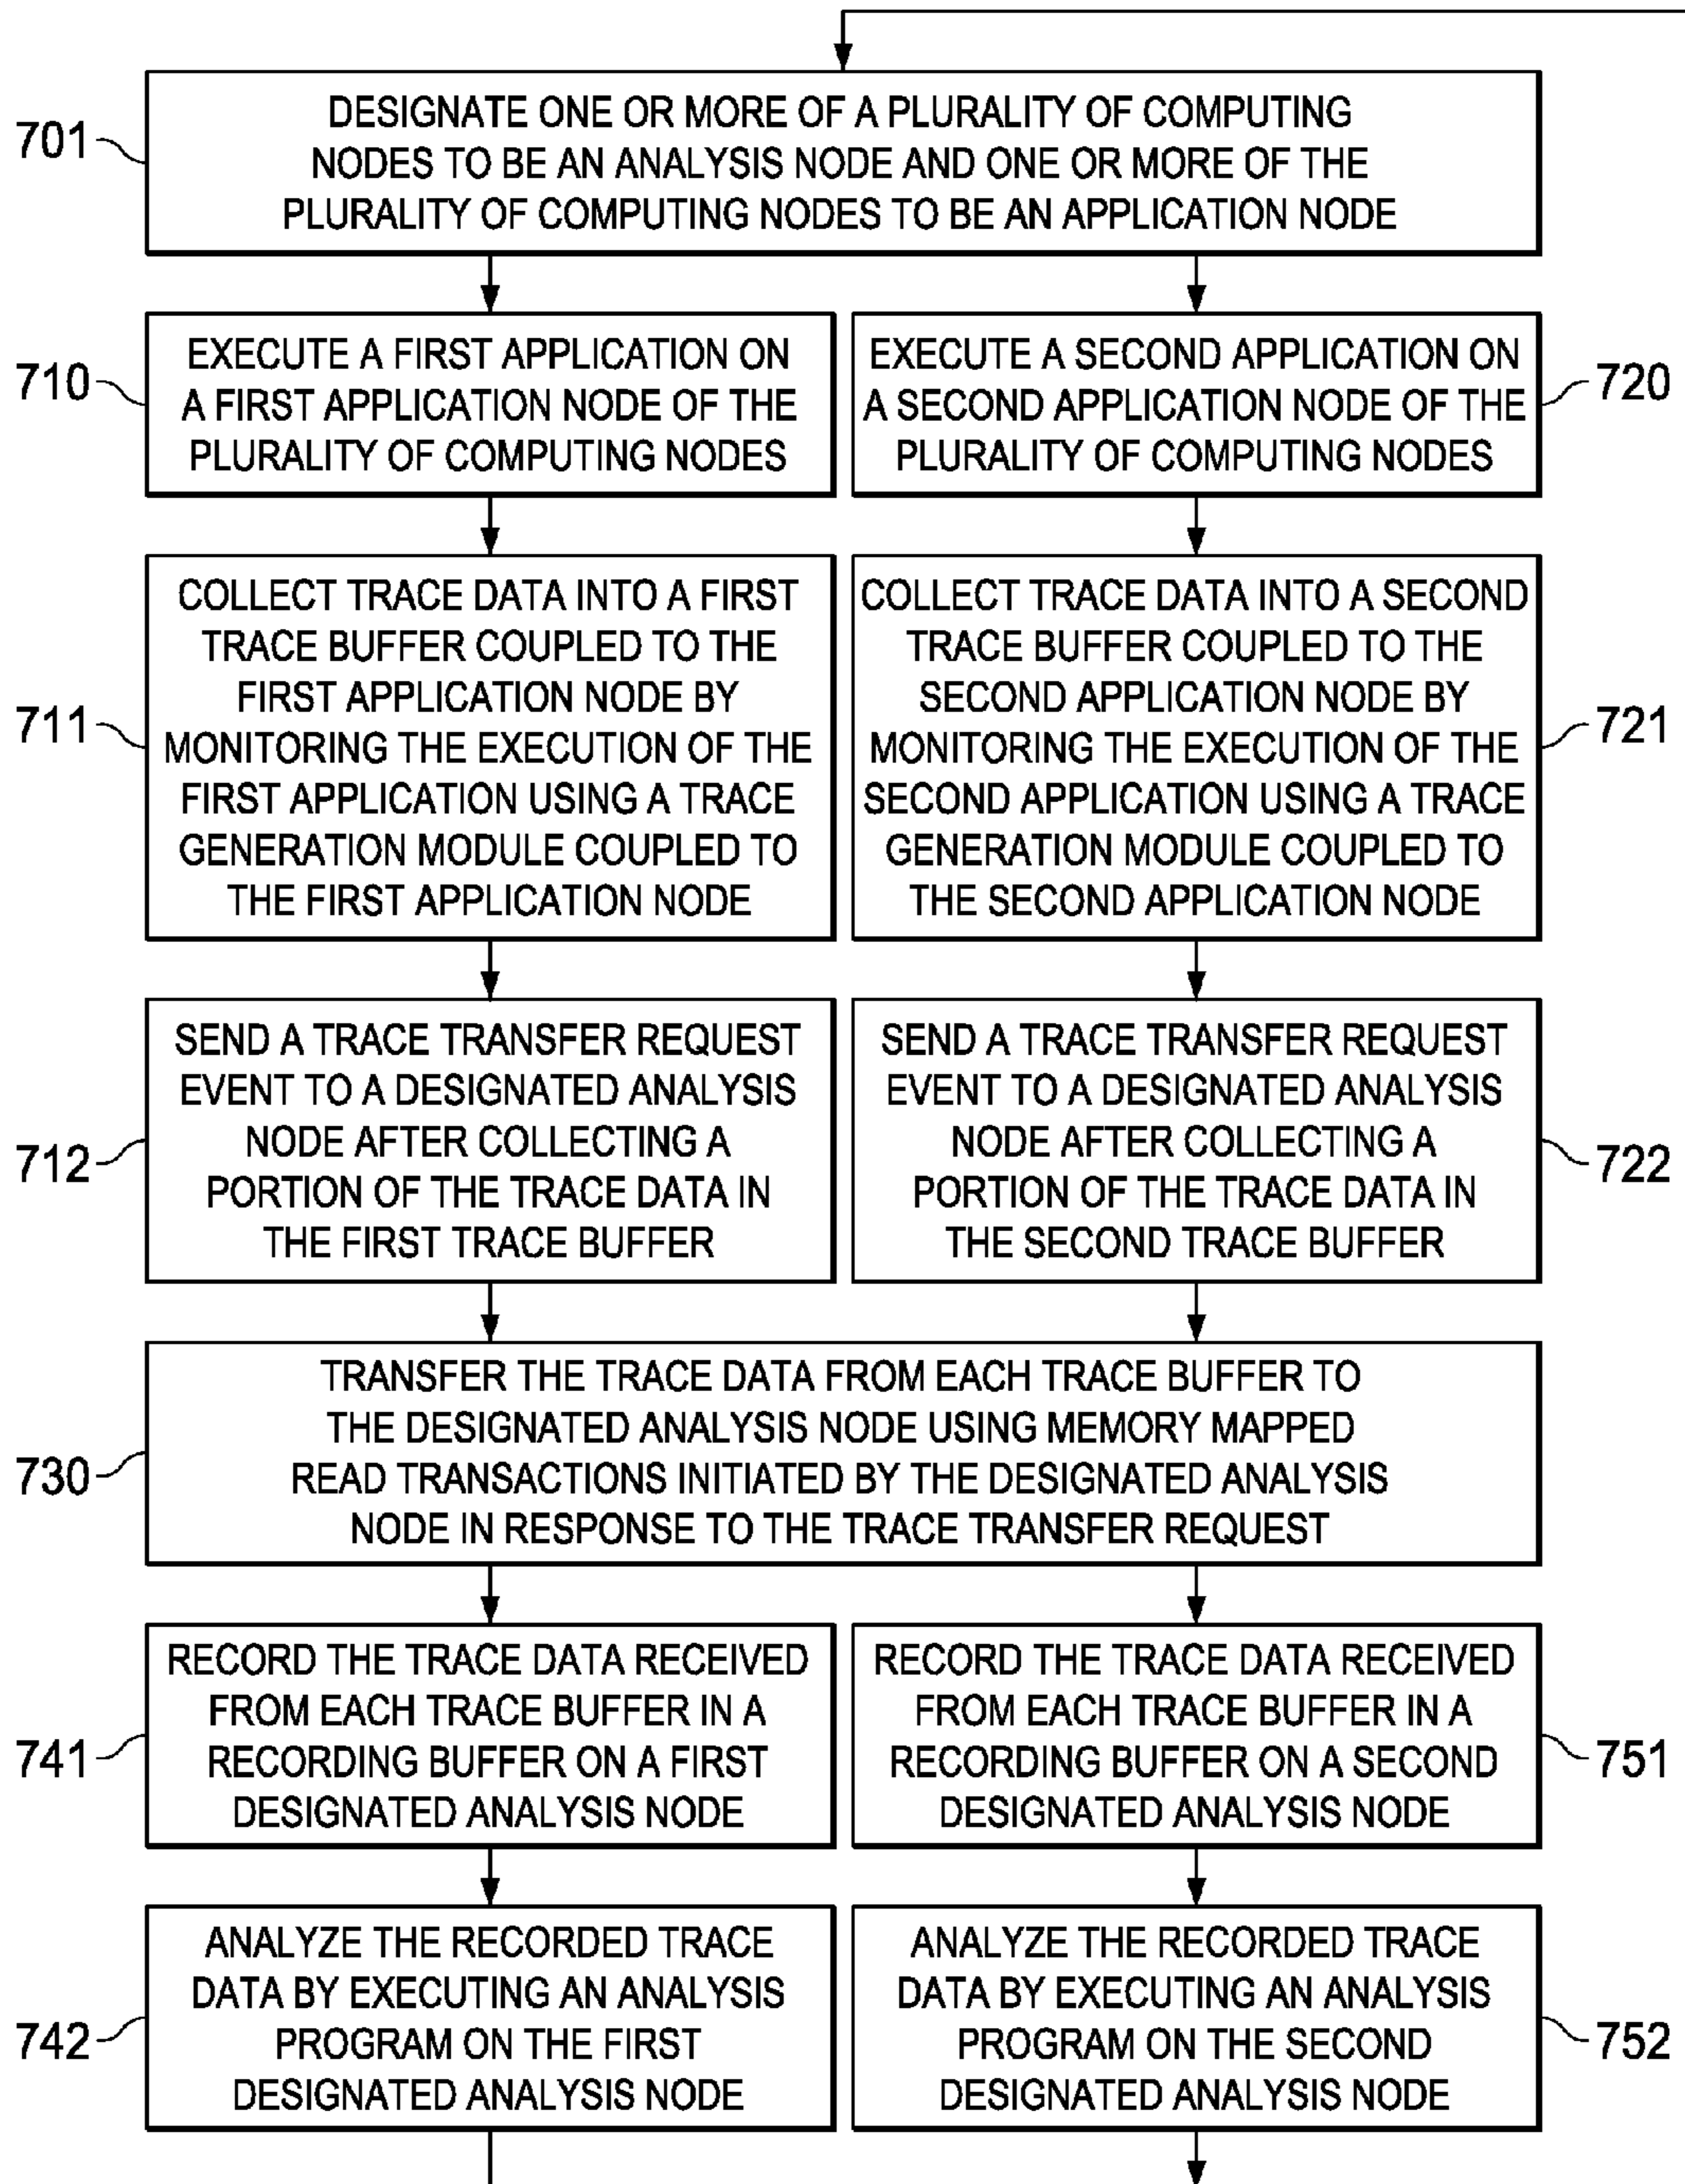 701
DESIGNATE ONE OR MORE OF A PLURALITY OF COMPUTING
NODES TO BE AN ANALYSIS NODE AND ONE OR MORE OF THE
PLURALITY OF COMPUTING NODES TO BE AN APPLICATION NODE
710
EXECUTE A FIRST APPLICATION ON
A FIRST APPLICATION NODE OF THE
PLURALITY OF COMPUTING NODES
EXECUTE A SECOND APPLICATION ON
A SECOND APPLICATION NODE OF THE
PLURALITY OF COMPUTING NODES
720
711
COLLECT TRACE DATA INTO A FIRST
TRACE BUFFER COUPLED TO THE
FIRST APPLICATION NODE BY
MONITORING THE EXECUTION OF THE
FIRST APPLICATION USING A TRACE
GENERATION MODULE COUPLED TO
THE FIRST APPLICATION NODE
COLLECT TRACE DATA INTO A SECOND
TRACE BUFFER COUPLED TO THE
SECOND APPLICATION NODE BY
MONITORING THE EXECUTION OF THE
SECOND APPLICATION USING A TRACE
GENERATION MODULE COUPLED TO
THE SECOND APPLICATION NODE
721
712
SEND A TRACE TRANSFER REQUEST
EVENT TO A DESIGNATED ANALYSIS
NODE AFTER COLLECTING A
PORTION OF THE TRACE DATA IN
THE FIRST TRACE BUFFER
SEND A TRACE TRANSFER REQUEST
EVENT TO A DESIGNATED ANALYSIS
NODE AFTER COLLECTING A
PORTION OF THE TRACE DATA IN
THE SECOND TRACE BUFFER
722
730
TRANSFER THE TRACE DATA FROM EACH TRACE BUFFER TO
THE DESIGNATED ANALYSIS NODE USING MEMORY MAPPED
READ TRANSACTIONS INITIATED BY THE DESIGNATED ANALYSIS
NODE IN RESPONSE TO THE TRACE TRANSFER REQUEST
741
RECORD THE TRACE DATA RECEIVED
FROM EACH TRACE BUFFER IN A
RECORDING BUFFER ON A FIRST
DESIGNATED ANALYSIS NODE
RECORD THE TRACE DATA RECEIVED
FROM EACH TRACE BUFFER IN A
RECORDING BUFFER ON A SECOND
DESIGNATED ANALYSIS NODE
751
742
ANALYZE THE RECORDED TRACE
DATA BY EXECUTING AN ANALYSIS
PROGRAM ON THE FIRST
DESIGNATED ANALYSIS NODE
ANALYZE THE RECORDED TRACE
DATA BY EXECUTING AN ANALYSIS
PROGRAM ON THE SECOND
DESIGNATED ANALYSIS NODE
752